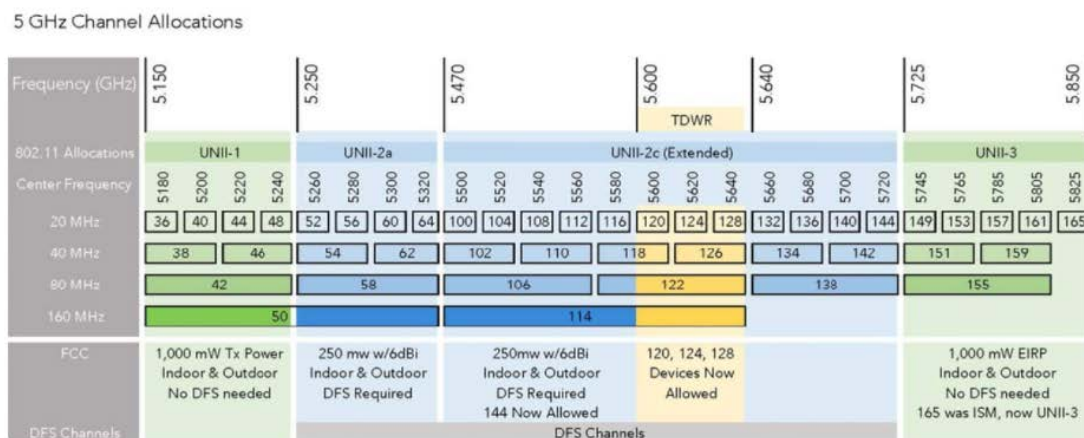 5 GHz Channel Allocations
Frequency (GHz) 5.150 5.250 5.470 5.600 5.640 5.725 5.850
TDWR
802.11 Allocations UNII-1 UNII-2a UNII-2c (Extended) UNII-3
Center Frequency 5180 5200 5220 5240 5260 5280 5300 5320 5500 5520 5540 5560 5580 5600 5620 5640 5660 5680 5700 5720 5745 5765 5785 5805 5825
20 MHz 36 40 44 48 52 56 60 64 100 104 108 112 116 120 124 128 132 136 140 144 149 153 157 161 165
40 MHz 38 46 54 62 102 110 118 126 134 142 151 159
80 MHz 42 58 106 122 138 155
160 MHz 50 114
FCC 1,000 mW Tx Power 250 mw w/6dBi 250mw w/6dBi 120, 124, 128 1,000 mW EIRP
Indoor & Outdoor Indoor & Outdoor Indoor & Outdoor Devices Now Indoor & Outdoor
No DFS needed DFS Required DFS Required Allowed No DFS needed
144 Now Allowed 165 was ISM, now UNII-3
DFS Channels DFS Channels